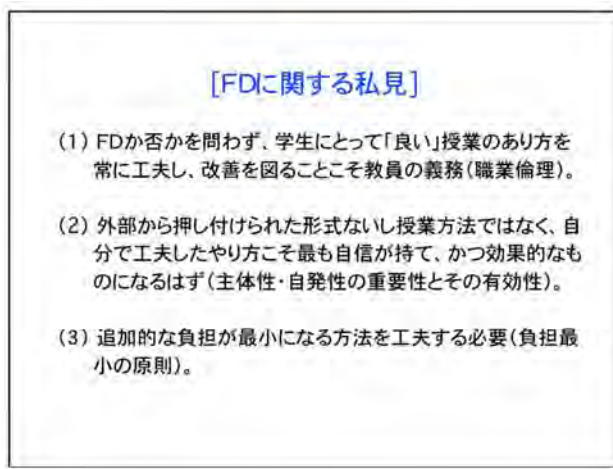 [FDに関する私見]
(1) FDか否かを問わず、学生にとって「良い」授業のあり方を
常に工夫し、改善を図ることこそ教員の義務(職業倫理)。
(2) 外部から押し付けられた形式ないし授業方法ではなく、自
分で工夫したやり方こそ最も自信が持て、かつ効果的なも
のになるはず(主体性・自発性の重要性とその有効性)。
(3) 追加的な負担が最小になる方法を工夫する必要(負担最
小の原則)。